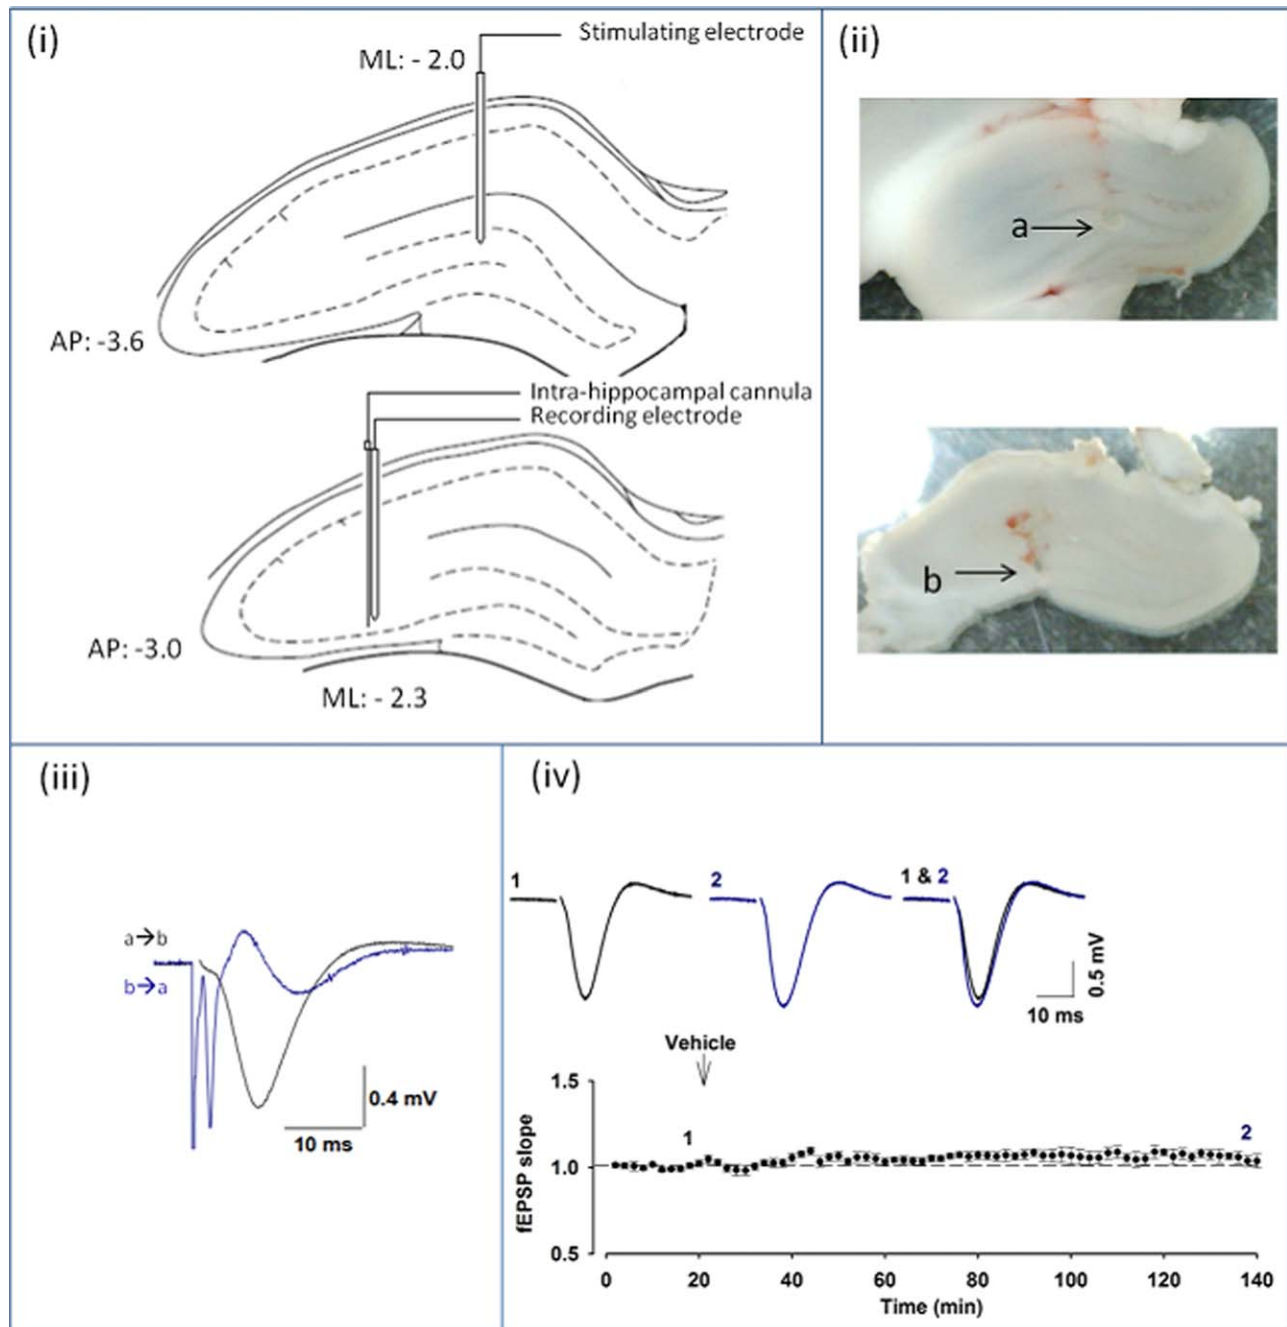 (i)
Stimulating electrode
ML: - 2.0
AP: -3.6
Intra-hippocampal cannula
Recording electrode
AP: -3.0
ML: - 2.3
(ii)
a
b
(iii)
a→b
b→a
0.4 mV
10 ms
(iv)
1
2
1 & 2
0.5 mV
10 ms
Vehicle
1.5
1
2
1.0
fEPSP slope
0.5
0 20 40 60 80 100 120 140
Time (min)